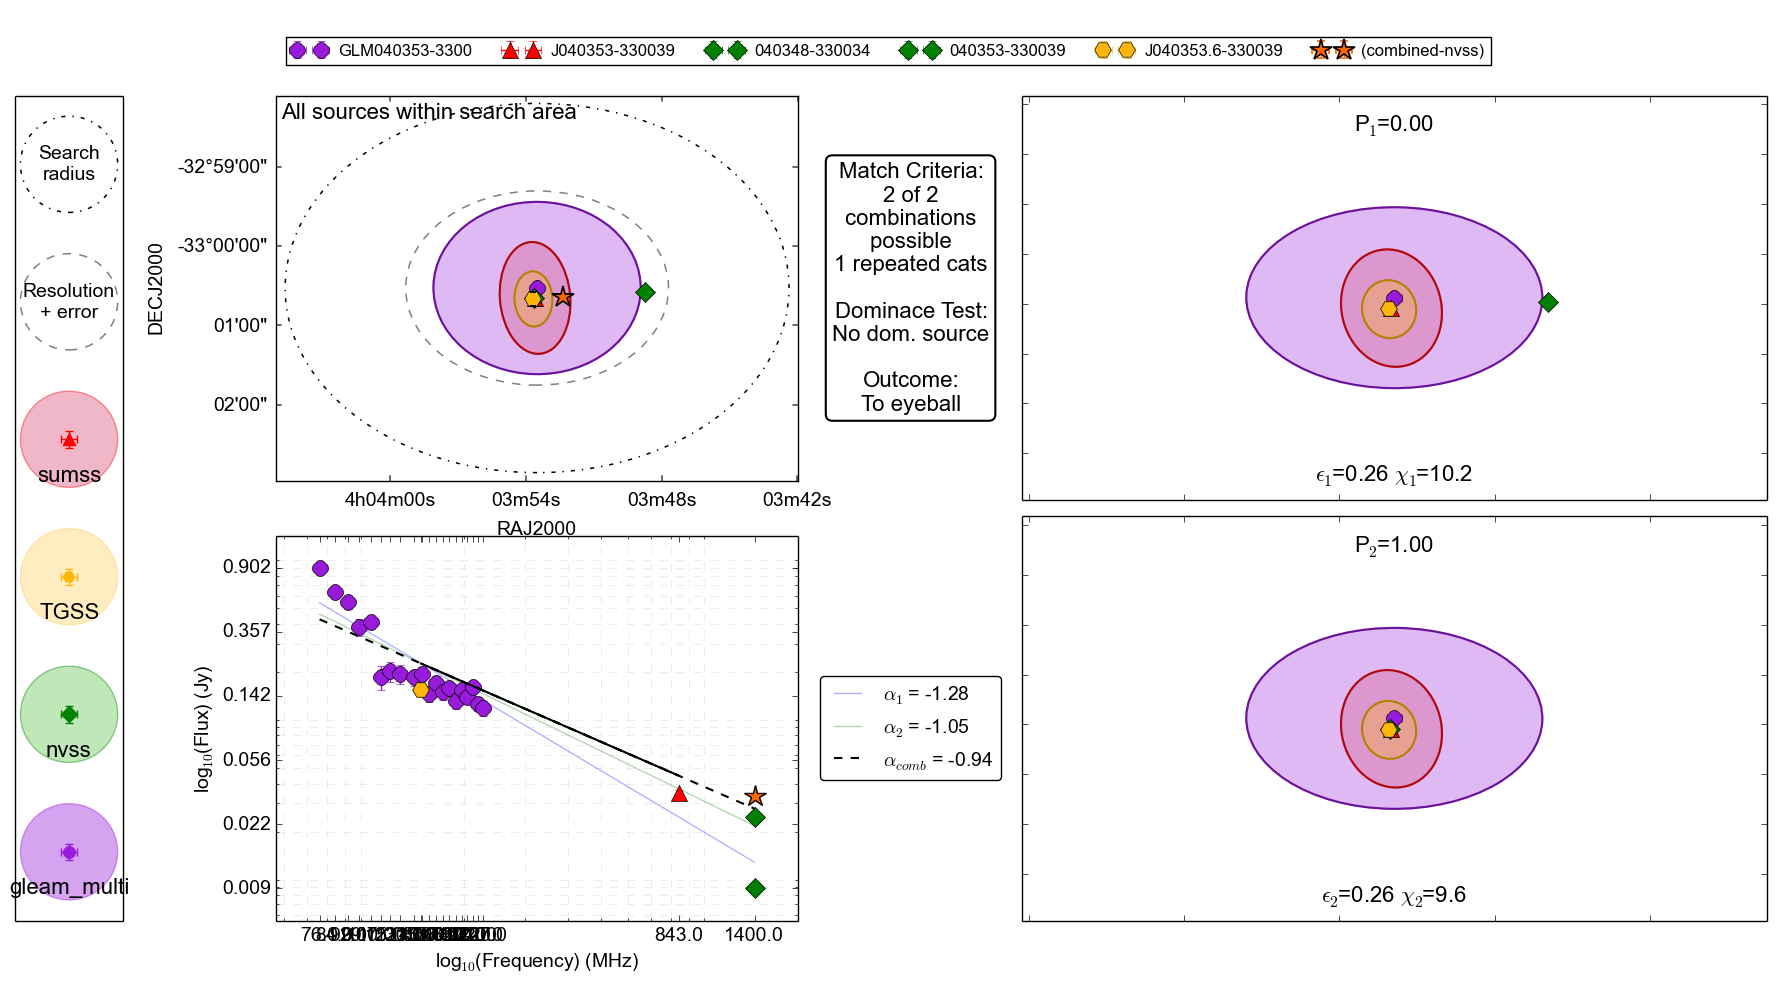 GLM040353-3300 J040353-330039 040348-330034 040353-330039 J040353.6-330039 (combined-nvss)
Search
radius
Resolution
+ error
sumss
TGSS
nvss
gleam_multi
All sources within search area
DECJ2000
-32°59'00"
-33°00'00"
01'00"
02'00"
4h04m00s 03m54s 03m48s 03m42s
RAJ2000
Match Criteria:
2 of 2
combinations
possible
1 repeated cats
Dominace Test:
No dom. source
Outcome:
To eyeball
P₁=0.00
ϵ₁=0.26 χ₁=10.2
log₁₀(Flux) (Jy)
0.902
0.357
0.142
0.056
0.022
0.009
843.0 1400.0
log₁₀(Frequency) (MHz)
α₁ = -1.28
α₂ = -1.05
α_comb = -0.94
P₂=1.00
ϵ₂=0.26 χ₂=9.6